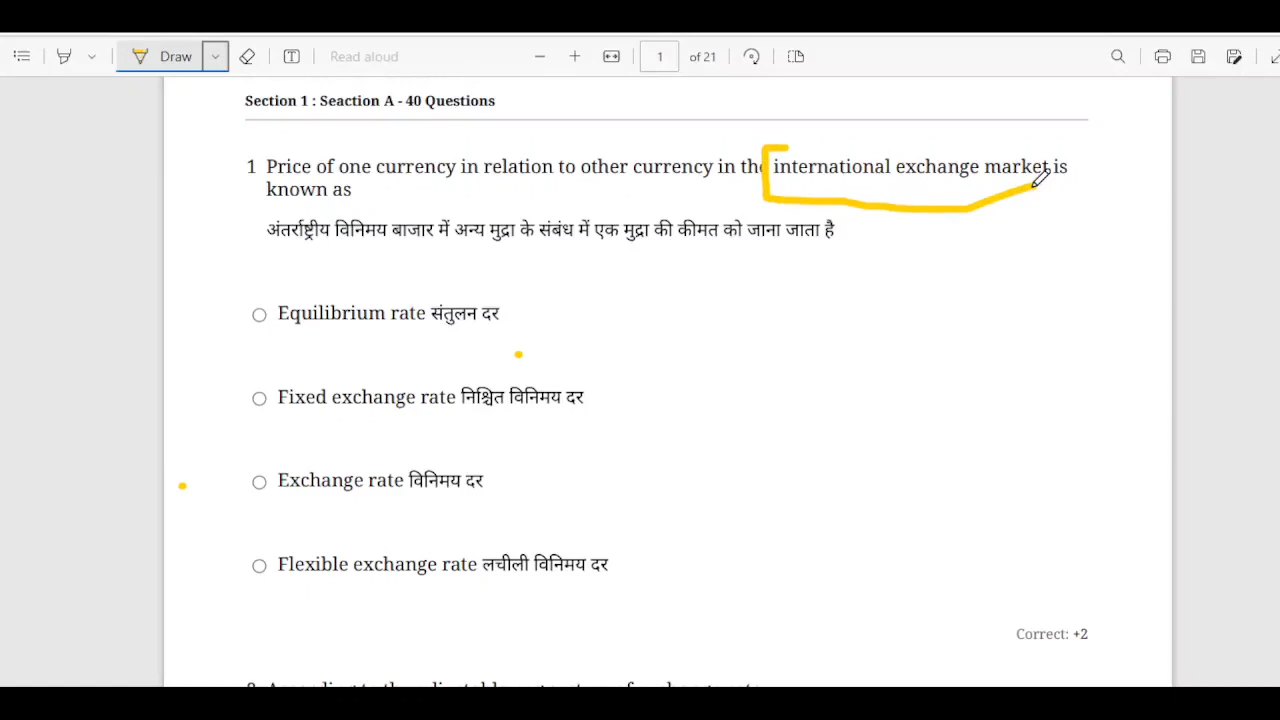 Draw
Read aloud
1
of 21
Section 1 : Seaction A - 40 Questions
1 Price of one currency in relation to other currency in the international exchange market is
known as
अंतर्राष्ट्रीय विनिमय बाजार में अन्य मुद्रा के संबंध में एक मुद्रा की कीमत को जाना जाता है
Equilibrium rate संतुलन दर
Fixed exchange rate निश्चित विनिमय दर
Exchange rate विनिमय दर
Flexible exchange rate लचीली विनिमय दर
Correct: +2